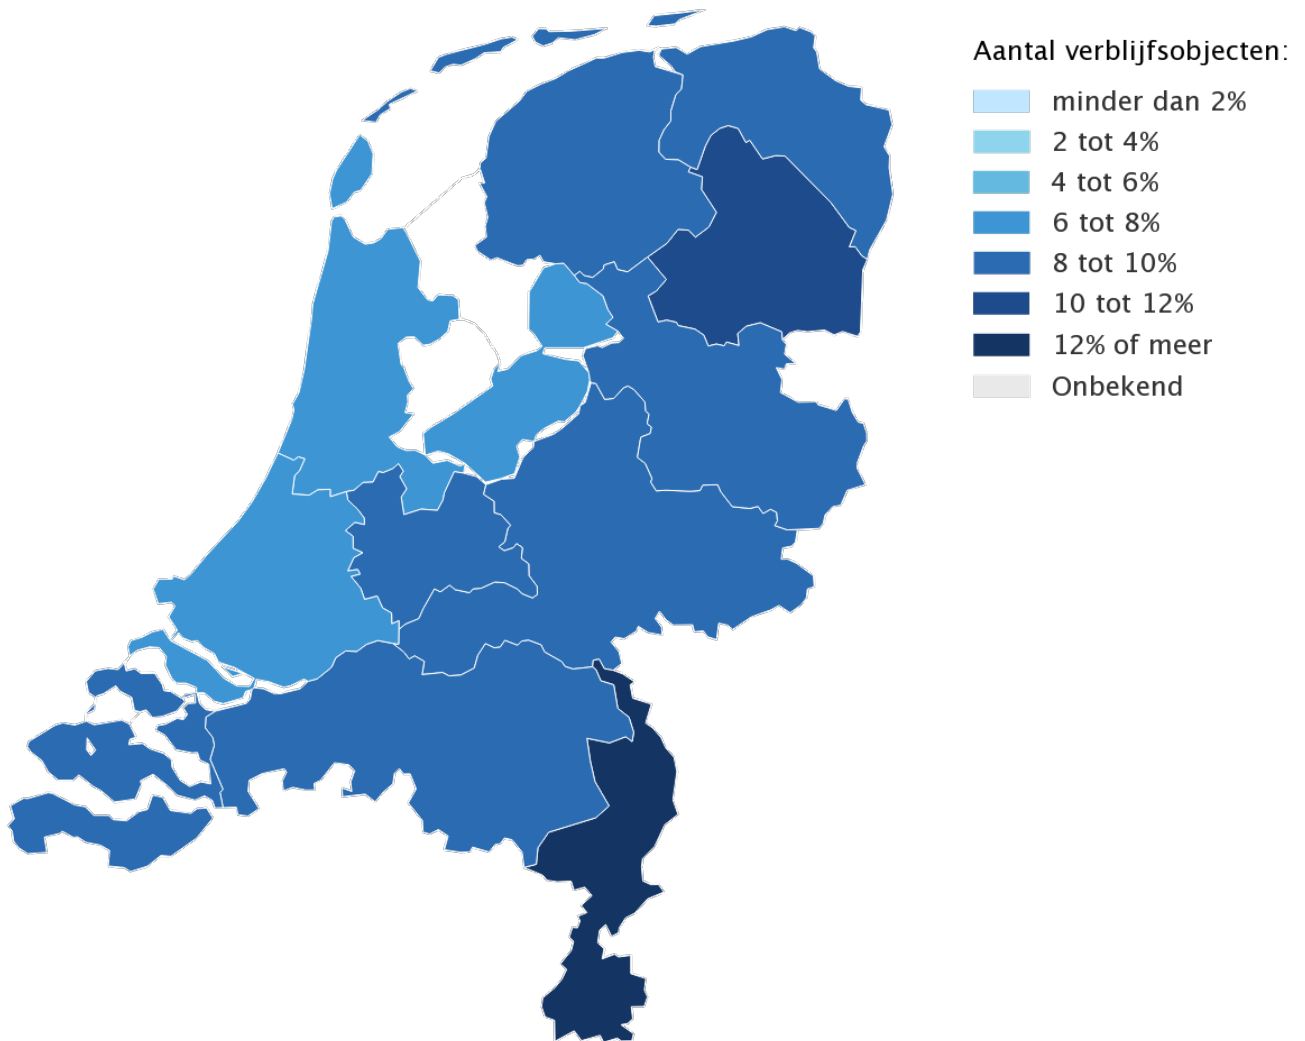 Aantal verblijfsobjecten:
minder dan 2%
2 tot 4%
4 tot 6%
6 tot 8%
8 tot 10%
10 tot 12%
12% of meer
Onbekend